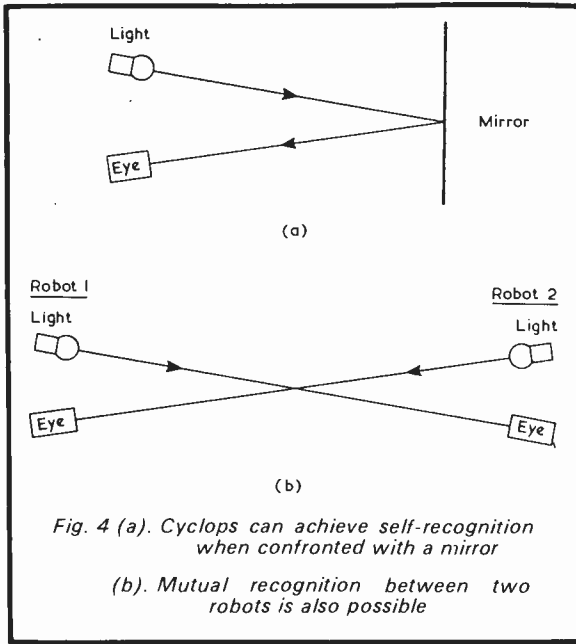 Light
Mirror
Eye
(a)
Robot 1
Robot 2
Light
Light
Eye
Eye
(b)
Fig. 4 (a). Cyclops can achieve self-recognition
when confronted with a mirror
(b). Mutual recognition between two
robots is also possible